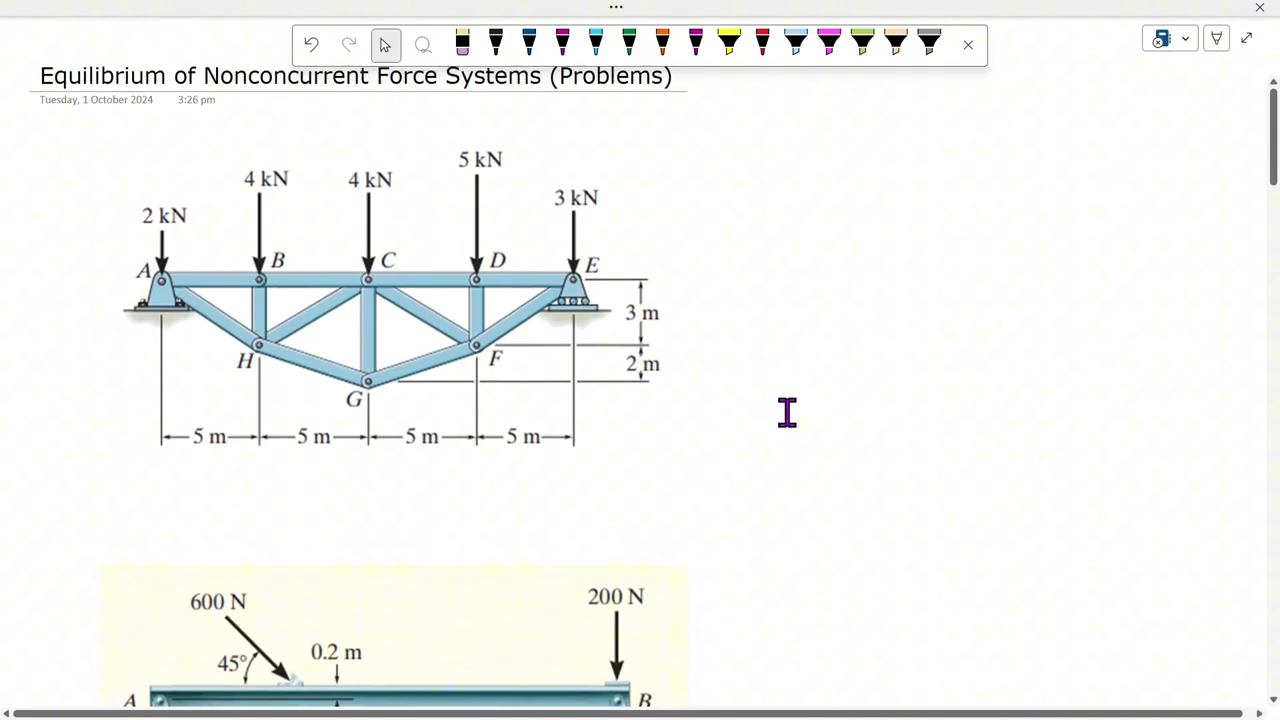 Equilibrium of Nonconcurrent Force Systems (Problems)
Tuesday, 1 October 2024 3:26 pm
5 kN
4 kN 4 kN
3 kN
2 kN
A B C D E
3 m
H F
2 m
G
5 m 5 m 5 m 5 m
600 N 200 N
0.2 m
45°
A B